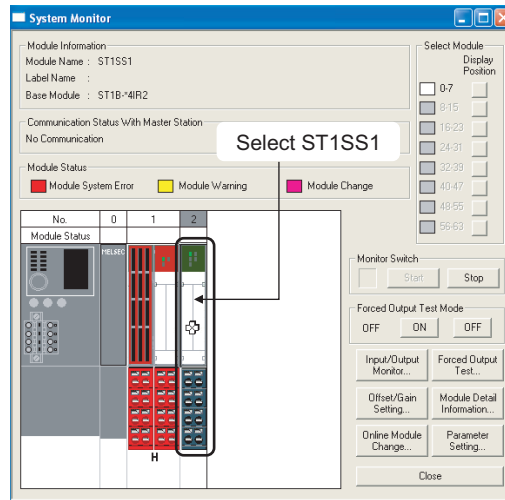 System Monitor
Module Information
Module Name : ST1SS1
Label Name :
Base Module : ST1B-*4IR2
Communication Status With Master Station
No Communication
Select ST1SS1
Module Status
Module System Error
Module Warning
Module Change
No. 0 1 2
Module Status
MELSEC
H
Select Module
Display
Position
0-7
8-15
16-23
24-31
32-39
40-47
48-55
56-63
Monitor Switch
Start
Stop
Forced Output Test Mode
OFF
ON
OFF
Input/Output
Monitor...
Forced Output
Test...
Offset/Gain
Setting...
Module Detail
Information...
Online Module
Change...
Parameter
Setting...
Close